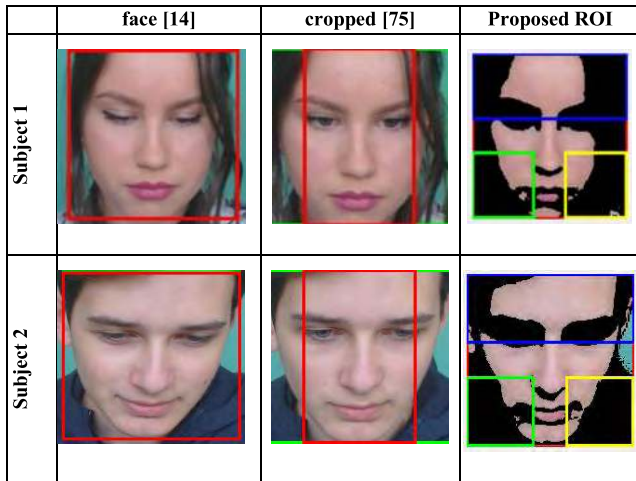 face [14]
cropped [75]
Proposed ROI
Subject 1
Subject 2